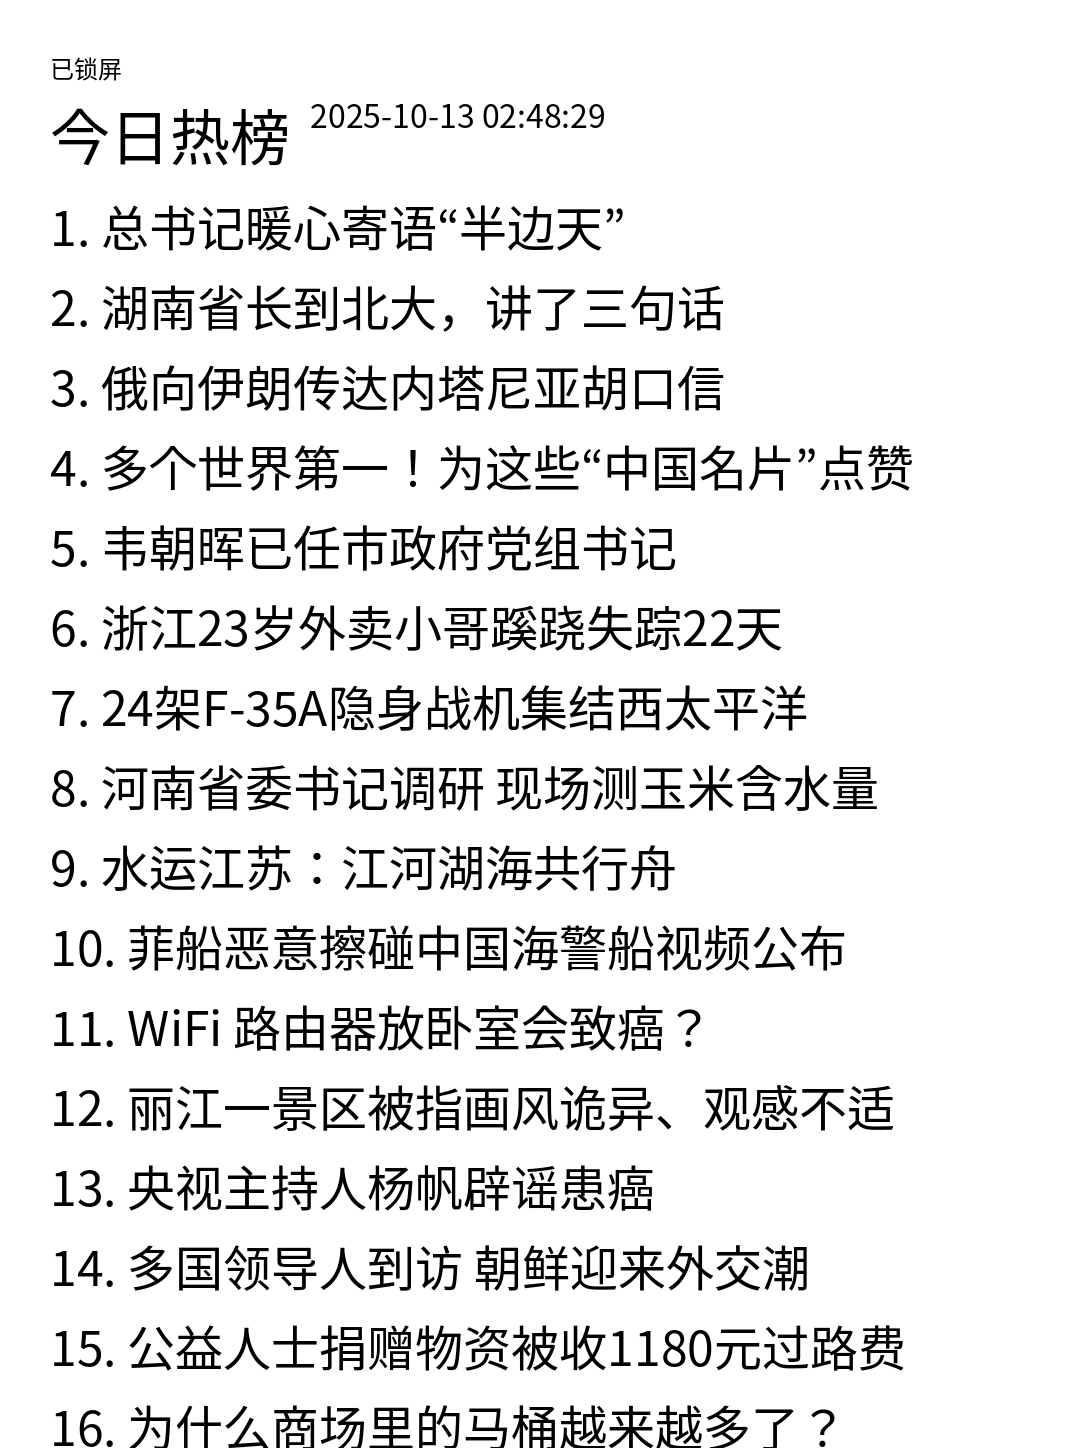 已锁屏
今日热榜 2025-10-13 02:48:29
1. 总书记暖心寄语“半边天”
2. 湖南省长到北大，讲了三句话
3. 俄向伊朗传达内塔尼亚胡口信
4. 多个世界第一！为这些“中国名片”点赞
5. 韦朝晖已任市政府党组书记
6. 浙江23岁外卖小哥蹊跷失踪22天
7. 24架F-35A隐身战机集结西太平洋
8. 河南省委书记调研 现场测玉米含水量
9. 水运江苏：江河湖海共行舟
10. 菲船恶意擦碰中国海警船视频公布
11. WiFi 路由器放卧室会致癌？
12. 丽江一景区被指画风诡异、观感不适
13. 央视主持人杨帆辟谣患癌
14. 多国领导人到访 朝鲜迎来外交潮
15. 公益人士捐赠物资被收1180元过路费
16. 为什么商场里的马桶越来越多了？